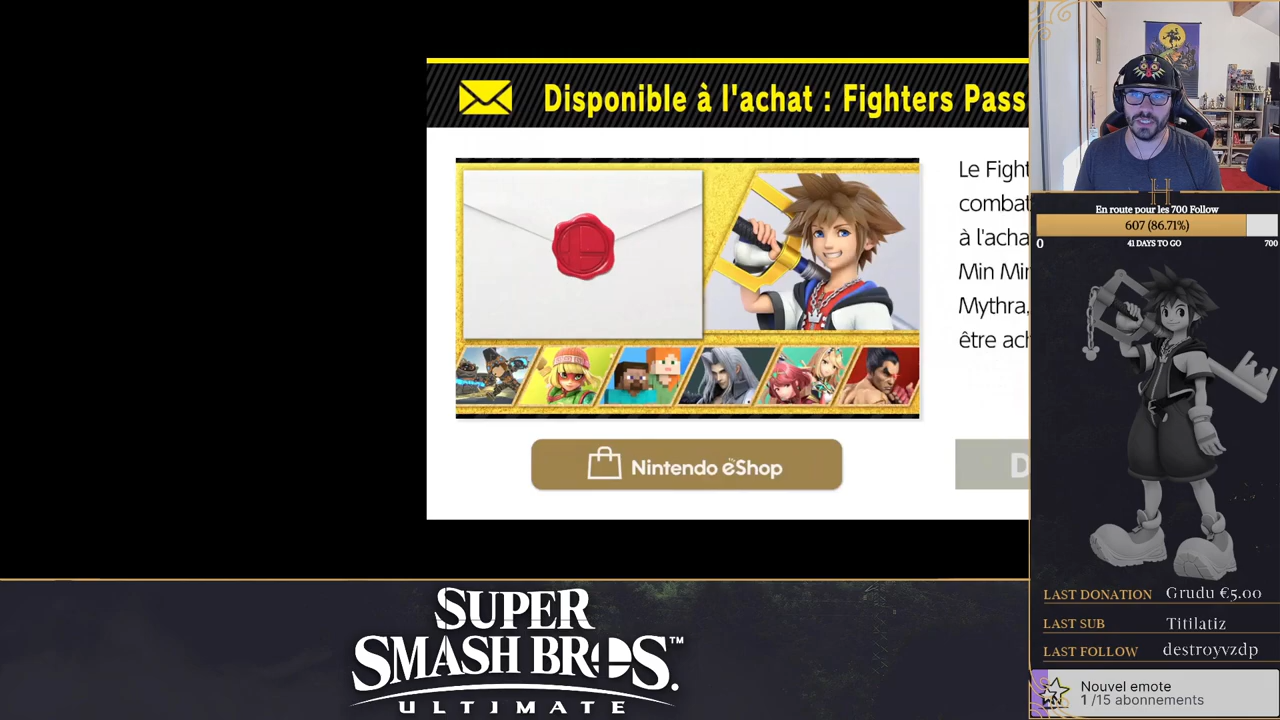 Disponible à l'achat : Fighters Pass
Le Fight
combat
à l'acha
Min Min
Mythra,
être ach
Nintendo eShop
D
SUPER
SMASH BROS.™
ULTIMATE
H
En route pour les 700 Follow
607 (86.71%)
0
41 DAYS TO GO
700
LAST DONATION Grudu €5.00
LAST SUB Titilatiz
LAST FOLLOW destroyvzdp
Nouvel emote
1 /15 abonnements